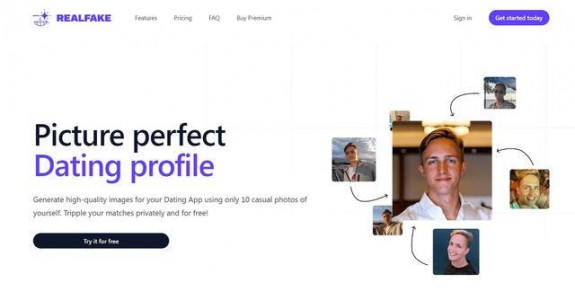 REALFAKE
Features
Pricing
FAQ
Buy Premium
Sign in
Get started today
Picture perfect
Dating profile
Generate high-quality images for your Dating App using only 10 casual photos of
yourself. Tripple your matches privately and for free!
Try it for free